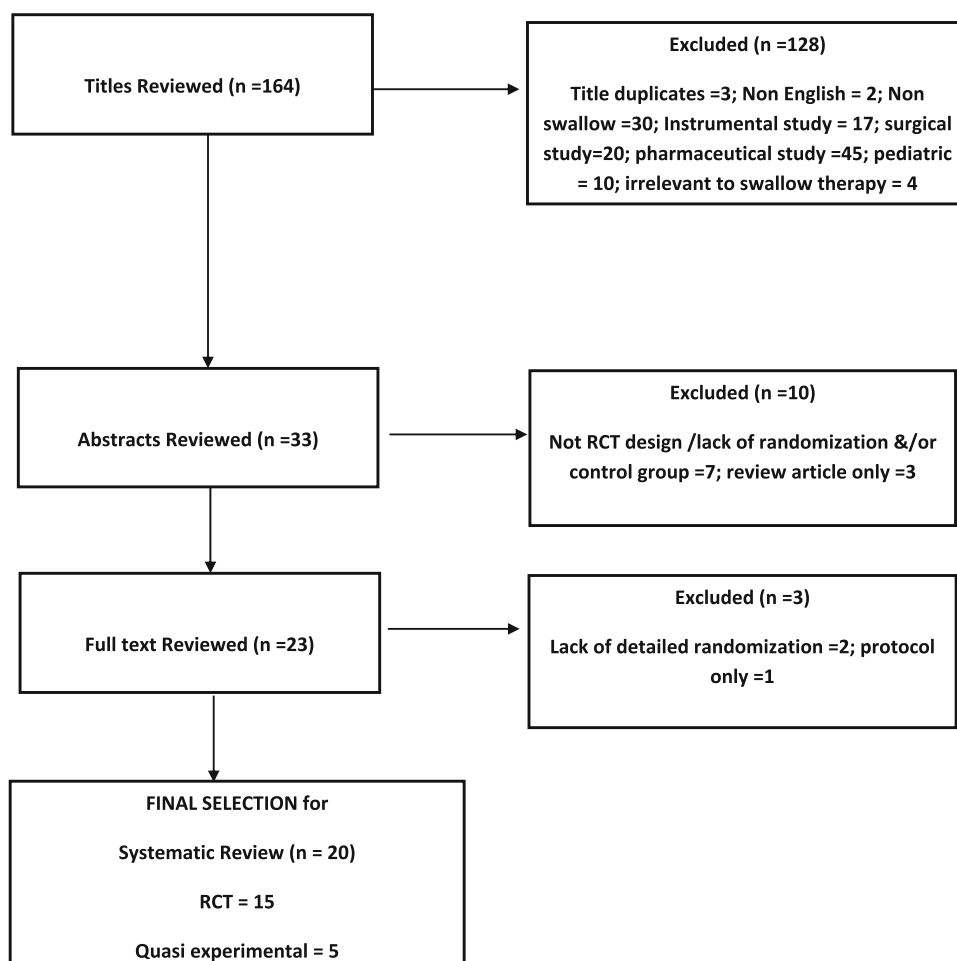 Titles Reviewed (n =164)
Excluded (n =128)
Title duplicates =3; Non English = 2; Non
swallow =30; Instrumental study = 17; surgical
study=20; pharmaceutical study =45; pediatric
= 10; irrelevant to swallow therapy = 4
Abstracts Reviewed (n =33)
Excluded (n =10)
Not RCT design /lack of randomization &/or
control group =7; review article only =3
Full text Reviewed (n =23)
Excluded (n =3)
Lack of detailed randomization =2; protocol
only =1
FINAL SELECTION for
Systematic Review (n = 20)
RCT = 15
Quasi experimental = 5